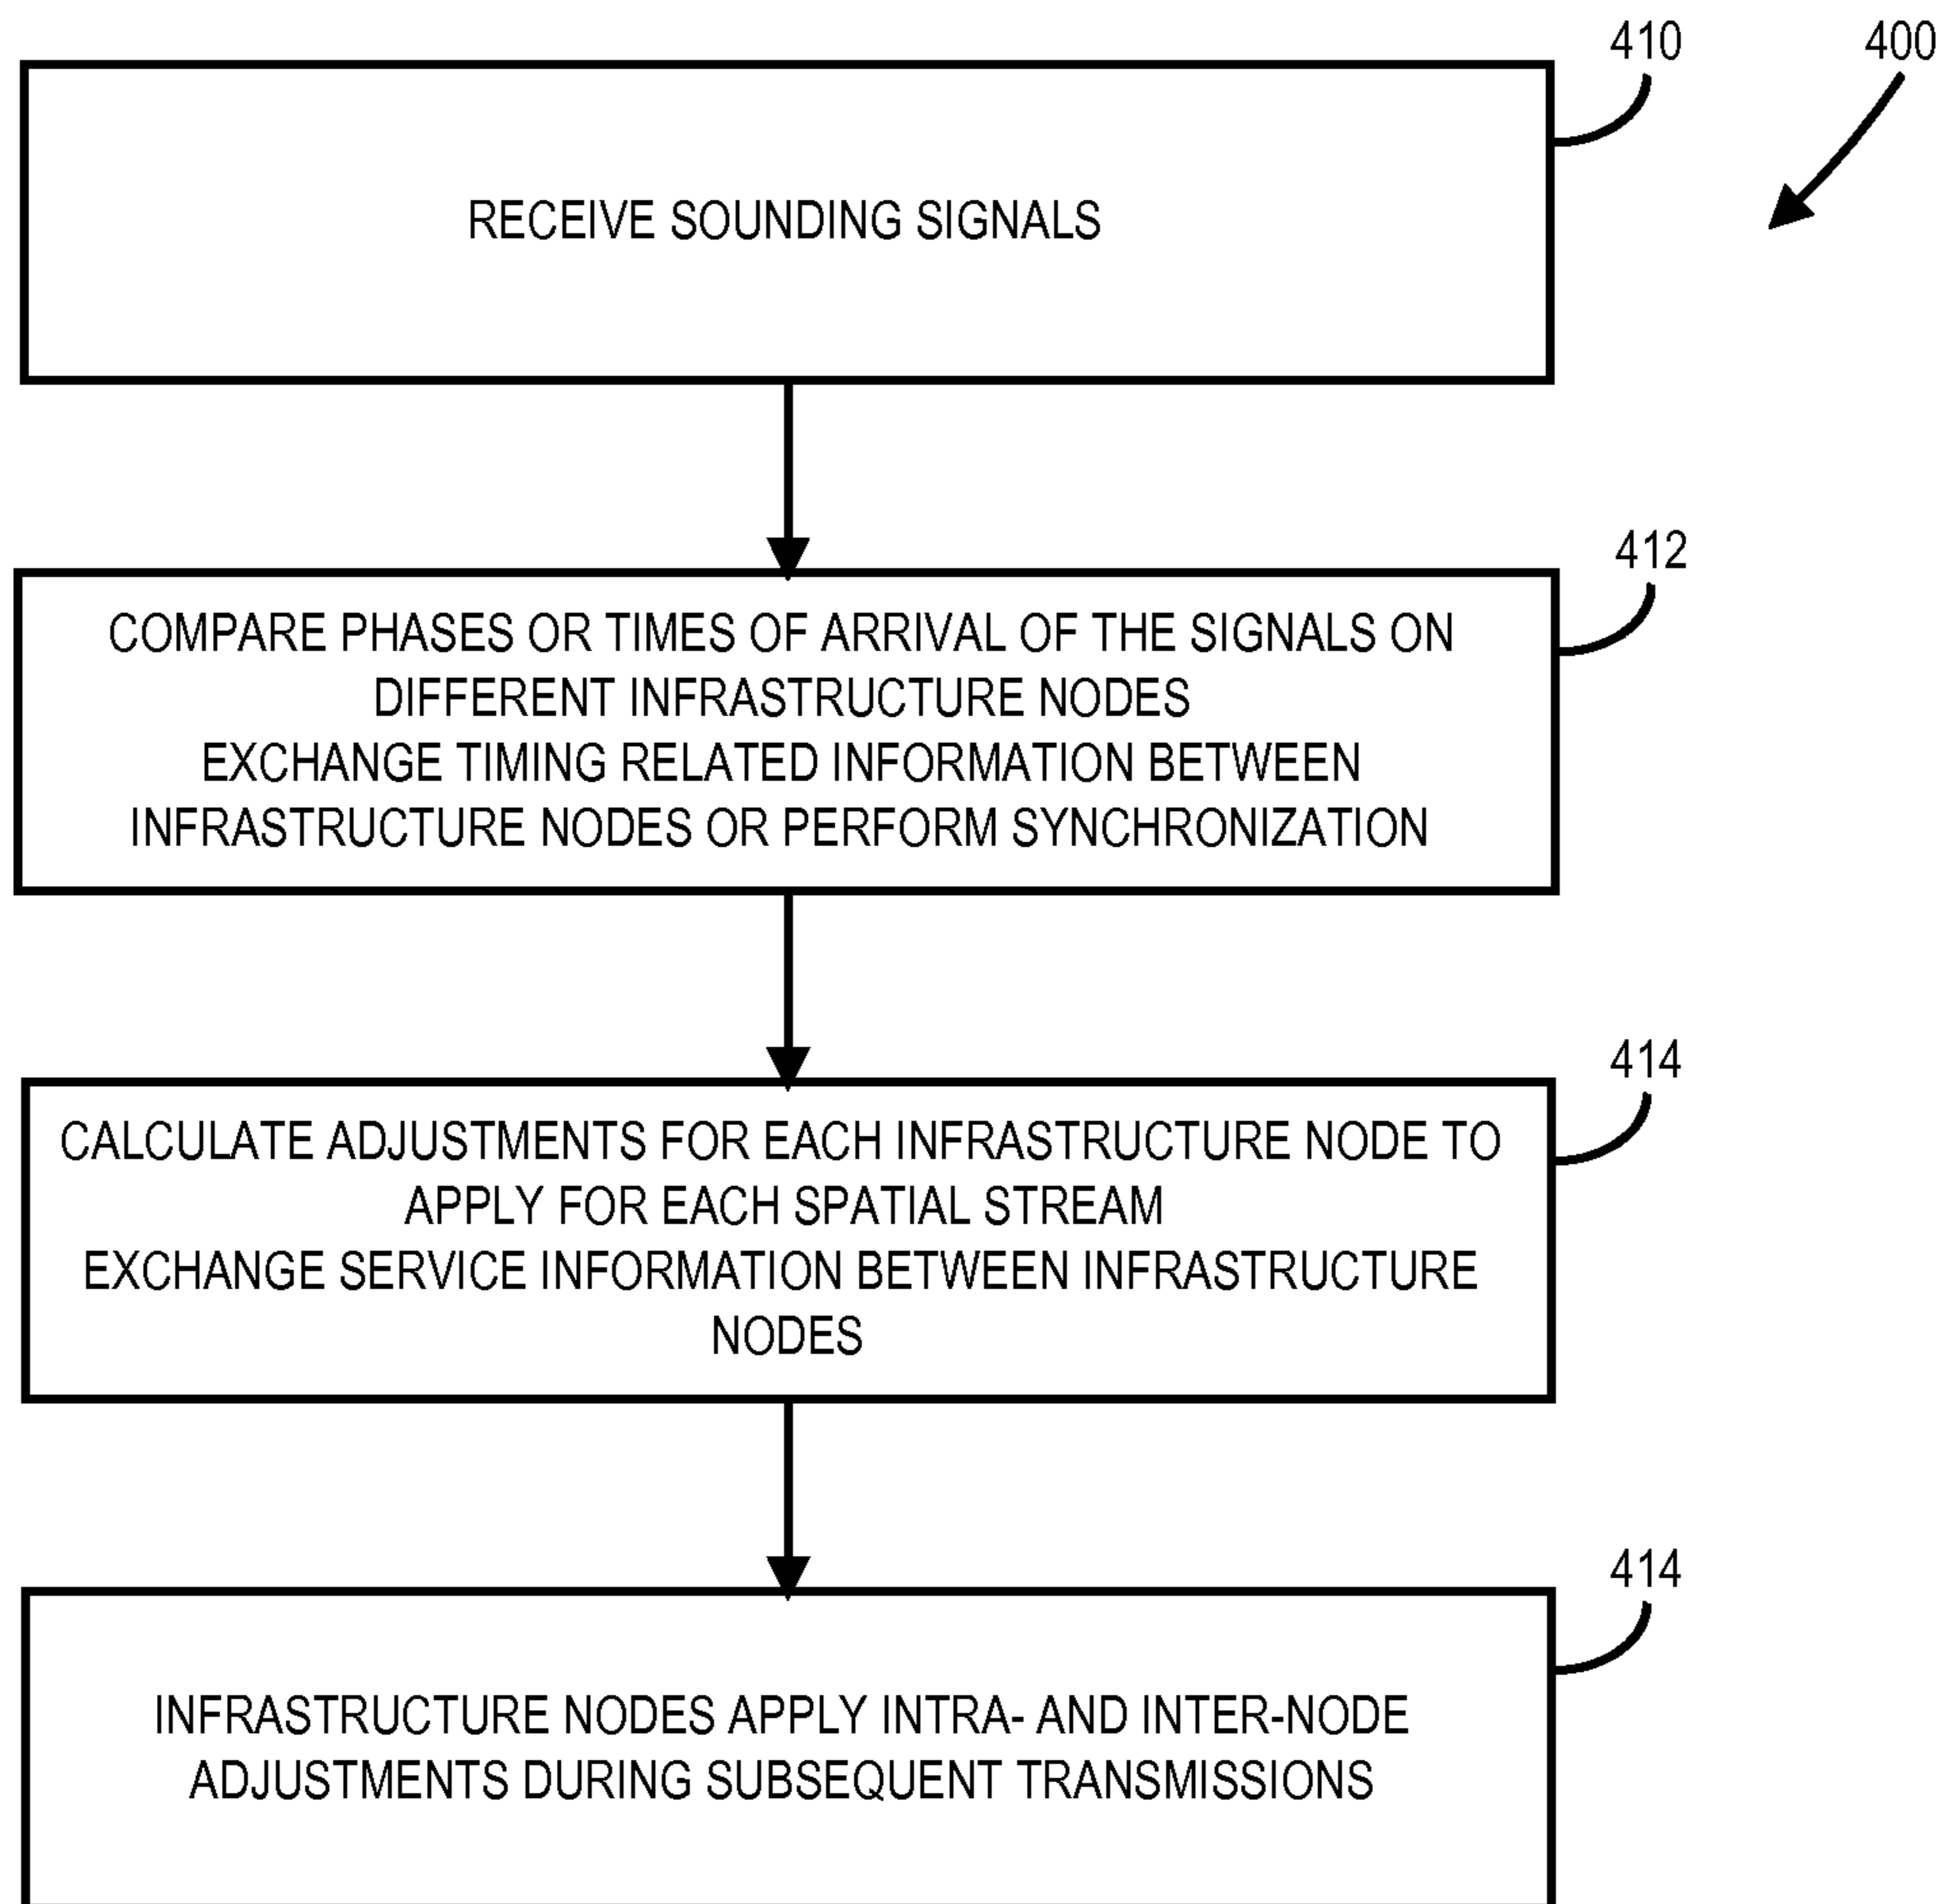 410
400
RECEIVE SOUNDING SIGNALS
412
COMPARE PHASES OR TIMES OF ARRIVAL OF THE SIGNALS ON
DIFFERENT INFRASTRUCTURE NODES
EXCHANGE TIMING RELATED INFORMATION BETWEEN
INFRASTRUCTURE NODES OR PERFORM SYNCHRONIZATION
414
CALCULATE ADJUSTMENTS FOR EACH INFRASTRUCTURE NODE TO
APPLY FOR EACH SPATIAL STREAM
EXCHANGE SERVICE INFORMATION BETWEEN INFRASTRUCTURE
NODES
414
INFRASTRUCTURE NODES APPLY INTRA- AND INTER-NODE
ADJUSTMENTS DURING SUBSEQUENT TRANSMISSIONS